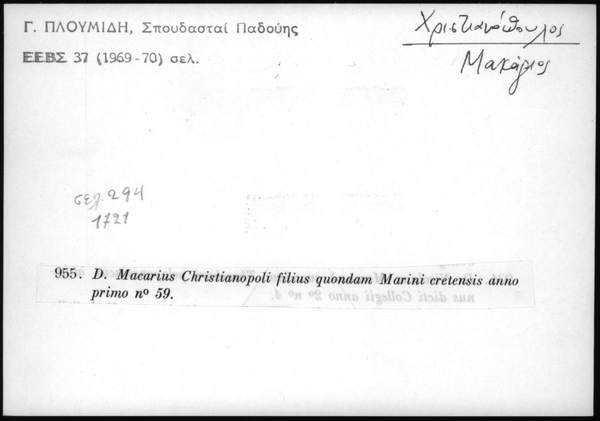 Γ. ΠΛΟΥΜΙΔΗ, Σπουδασταί Παδούης
ΕΕΒΣ 37 (1969-70) σελ.
Χριστιανόπουλος
Μακάριος
σελ. 294
1721
955. D. Macarius Christianopoli filius quondam Marini cretensis anno
primo nº 59.